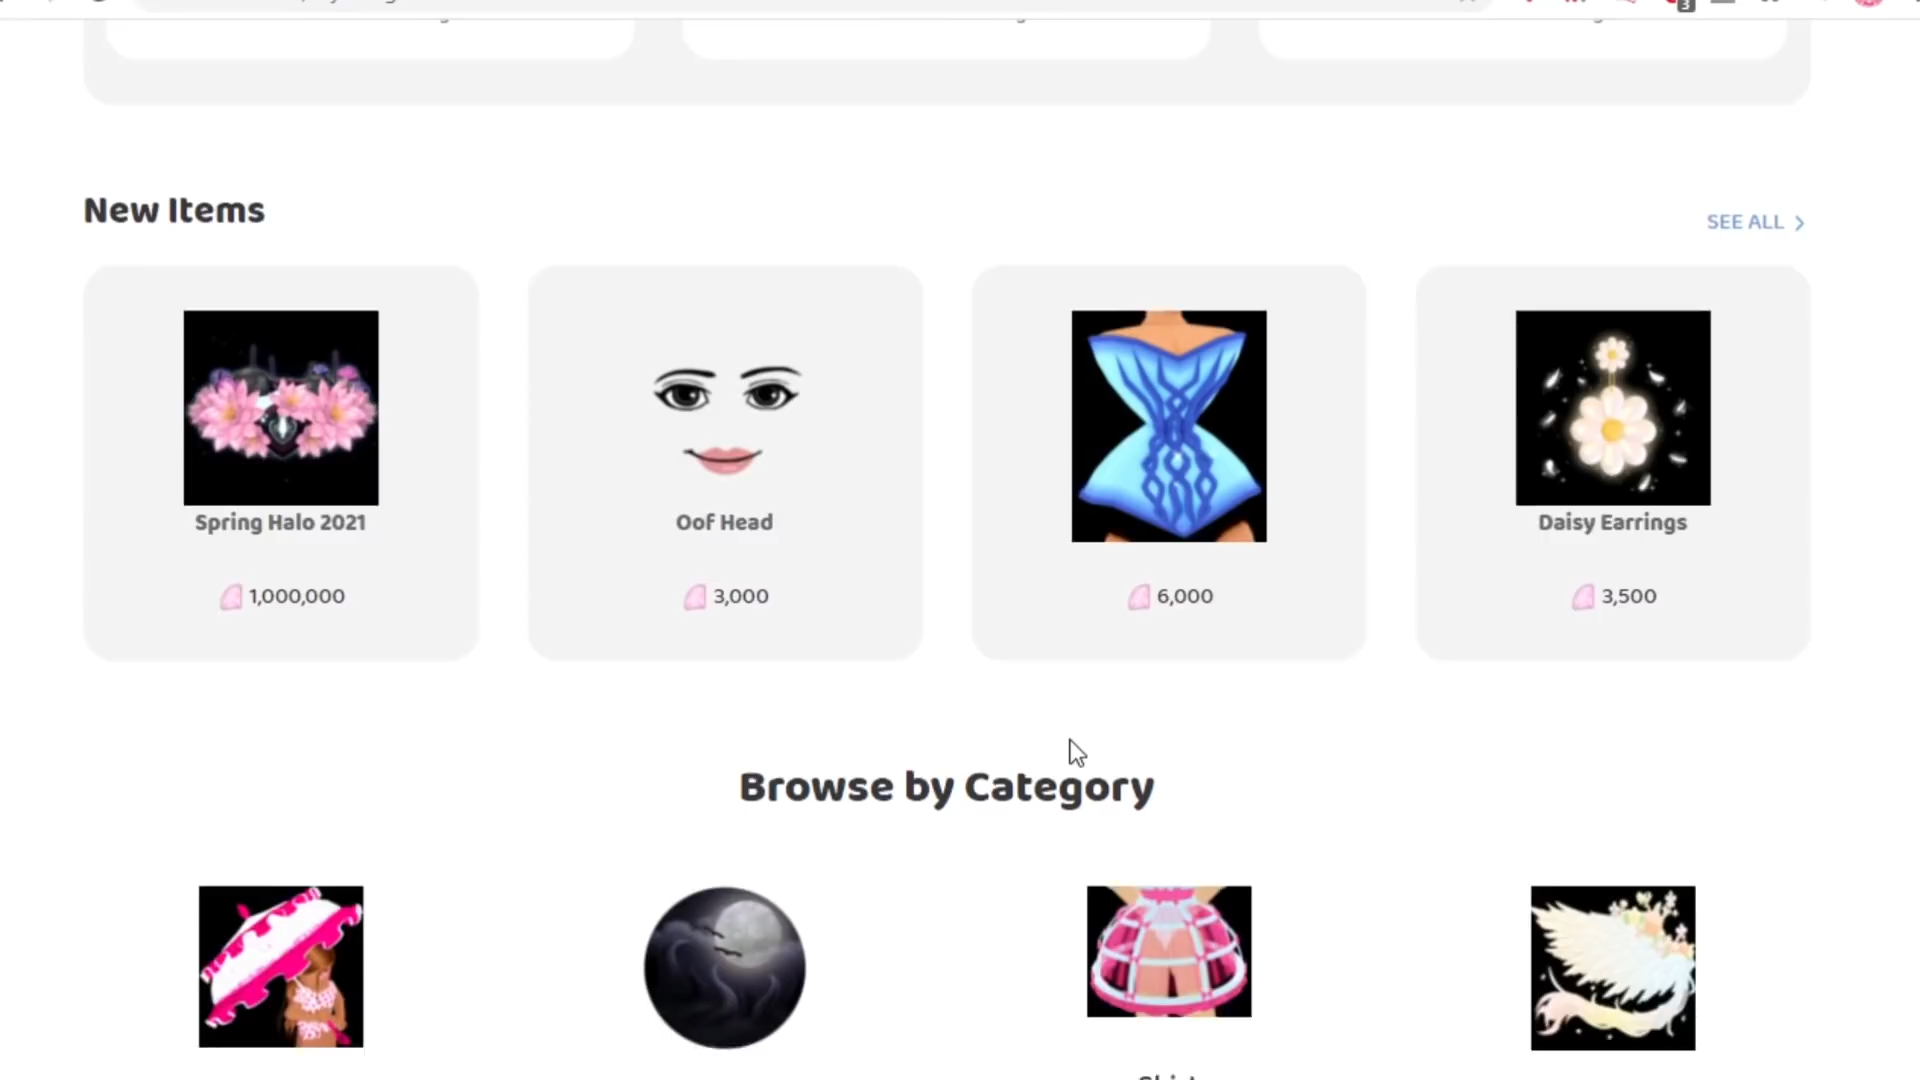 3
New Items
SEE ALL
Spring Halo 2021
Oof Head
Daisy Earrings
1,000,000
3,000
6,000
3,500
Browse by Category